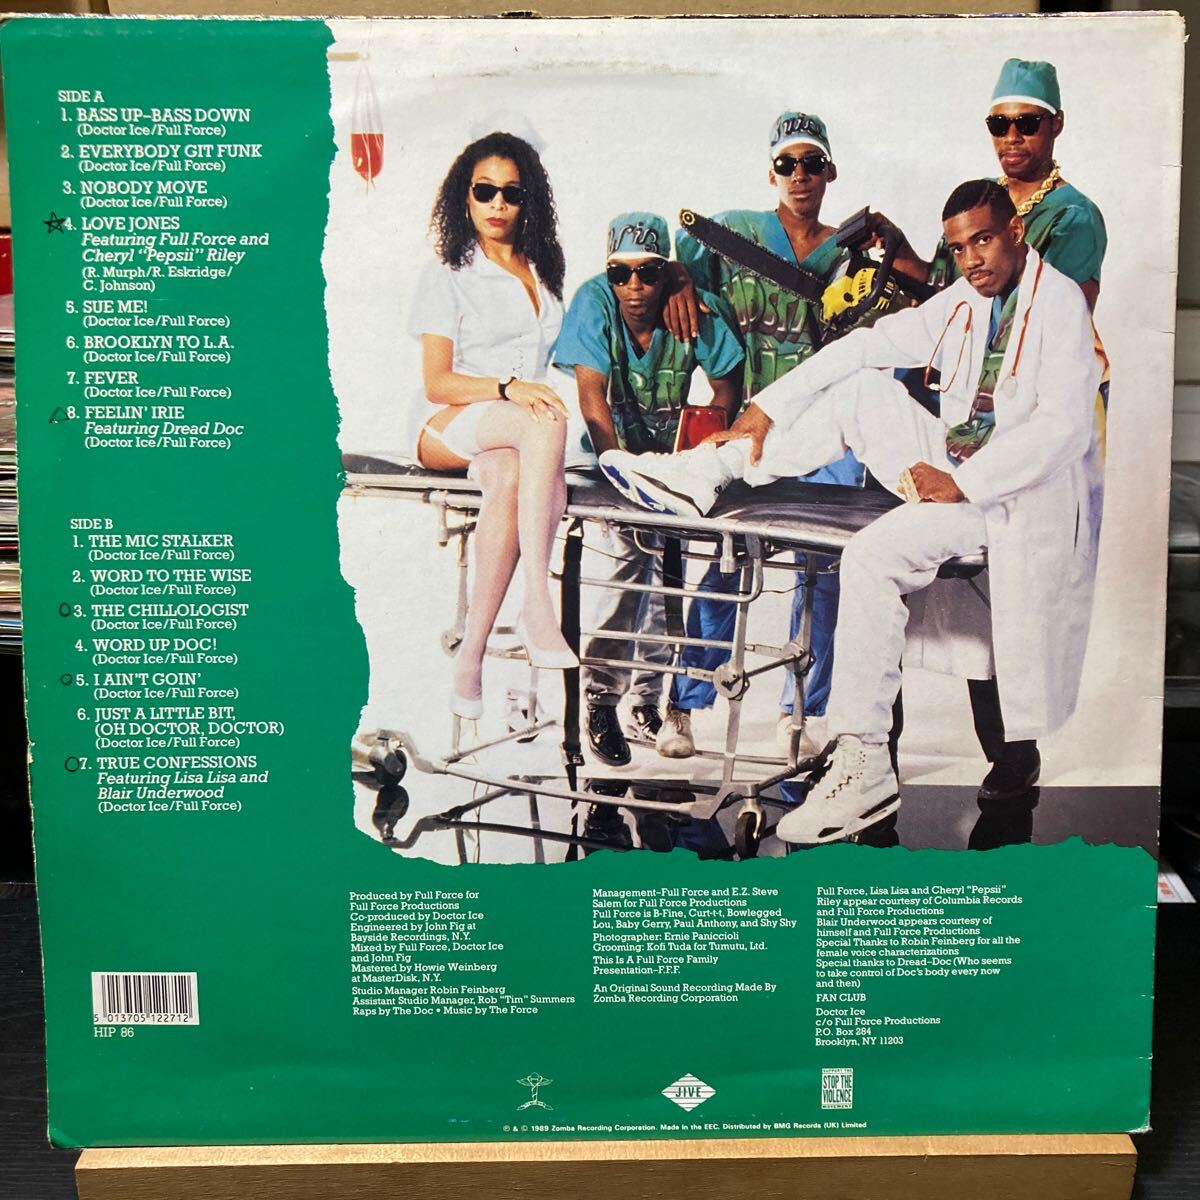 SIDE A
1. BASS UP–BASS DOWN
(Doctor Ice/Full Force)
2. EVERYBODY GIT FUNK
(Doctor Ice/Full Force)
3. NOBODY MOVE
(Doctor Ice/Full Force)
4. LOVE JONES
Featuring Full Force and
Cheryl "Pepsii" Riley
(R. Murph/R. Eskridge/
C. Johnson)
5. SUE ME!
(Doctor Ice/Full Force)
6. BROOKLYN TO L.A.
(Doctor Ice/Full Force)
7. FEVER
(Doctor Ice/Full Force)
8. FEELIN' IRIE
Featuring Dread Doc
(Doctor Ice/Full Force)
SIDE B
1. THE MIC STALKER
(Doctor Ice/Full Force)
2. WORD TO THE WISE
(Doctor Ice/Full Force)
3. THE CHILLOLOGIST
(Doctor Ice/Full Force)
4. WORD UP DOC!
(Doctor Ice/Full Force)
5. I AIN'T GOIN'
(Doctor Ice/Full Force)
6. JUST A LITTLE BIT,
(OH DOCTOR, DOCTOR)
(Doctor Ice/Full Force)
7. TRUE CONFESSIONS
Featuring Lisa Lisa and
Blair Underwood
(Doctor Ice/Full Force)
Produced by Full Force for
Full Force Productions
Co-produced by Doctor Ice
Engineered by John Fig at
Bayside Recordings, N.Y.
Mixed by Full Force, Doctor Ice
and John Fig
Mastered by Howie Weinberg
at MasterDisk, N.Y.
Studio Manager Robin Feinberg
Assistant Studio Manager, Rob "Tim" Summers
Raps by The Doc • Music by The Force
Management–Full Force and E.Z. Steve
Salem for Full Force Productions
Full Force is B-Fine, Curt-t-t, Bowlegged
Lou, Baby Gerry, Paul Anthony, and Shy Shy
Photographer: Ernie Paniccioli
Grooming: Kofi Tuda for Tumutu, Ltd.
This Is A Full Force Family
Presentation–F.F.F.
An Original Sound Recording Made By
Zomba Recording Corporation
Full Force, Lisa Lisa and Cheryl "Pepsii"
Riley appear courtesy of Columbia Records
and Full Force Productions
Blair Underwood appears courtesy of
himself and Full Force Productions
Special Thanks to Robin Feinberg for all the
female voice characterizations
Special thanks to Dread–Doc (Who seems
to take control of Doc's body every now
and then)
FAN CLUB
Doctor Ice
c/o Full Force Productions
P.O. Box 284
Brooklyn, NY 11203
5 013705 122712
HIP 86
JIVE
SUPPORT THE
STOP THE
VIOLENCE
MOVEMENT
℗ & © 1989 Zomba Recording Corporation. Made in the EEC. Distributed by BMG Records (UK) Limited